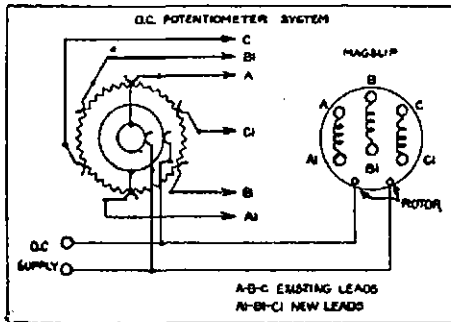 D.C. POTENTIOMETER SYSTEM
C
B1
A
C1
B1
A1
D.C
SUPPLY
MAGSLIP
B
A
C
A1
B1
C1
ROTOR
A-B-C EXISTING LEADS
A1-B1-C1 NEW LEADS